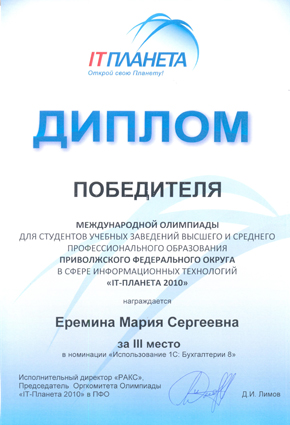 ITПЛАНЕТА
Открой свою Планету!
ДИПЛОМ
ПОБЕДИТЕЛЯ
МЕЖДУНАРОДНОЙ ОЛИМПИАДЫ
ДЛЯ СТУДЕНТОВ УЧЕБНЫХ ЗАВЕДЕНИЙ ВЫСШЕГО И СРЕДНЕГО
ПРОФЕССИОНАЛЬНОГО ОБРАЗОВАНИЯ
ПРИВОЛЖСКОГО ФЕДЕРАЛЬНОГО ОКРУГА
В СФЕРЕ ИНФОРМАЦИОННЫХ ТЕХНОЛОГИЙ
«IT-ПЛАНЕТА 2010»
награждается
Еремина Мария Сергеевна
за III место
в номинации «Использование 1С: Бухгалтерии 8»
Исполнительный директор «РАКС»,
Председатель Оргкомитета Олимпиады
«IT-Планета 2010» в ПФО
Д.И. Лимов